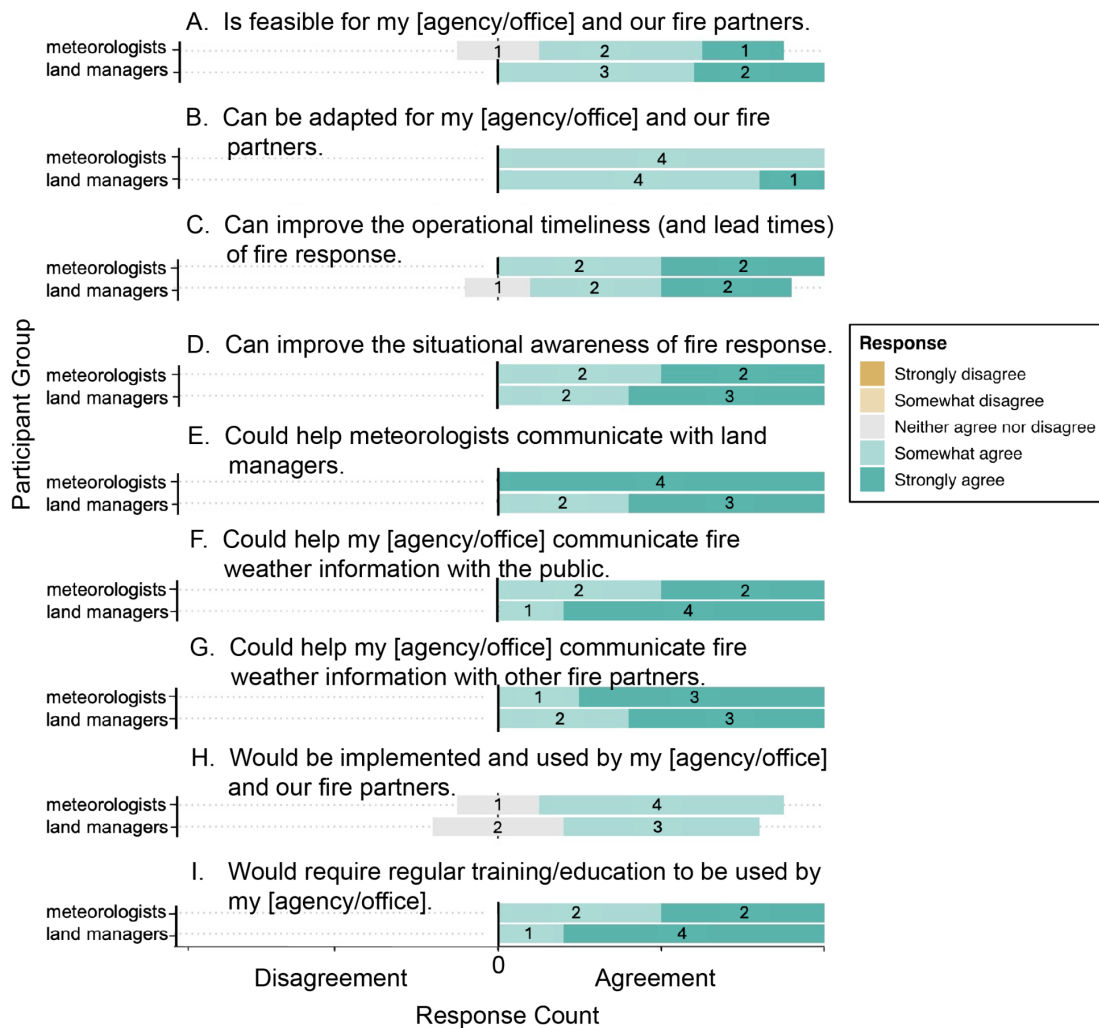 A. Is feasible for my [agency/office] and our fire partners.
meteorologists
1 2 1
land managers
3 2
B. Can be adapted for my [agency/office] and our fire
partners.
meteorologists
4
land managers
4 1
C. Can improve the operational timeliness (and lead times)
of fire response.
meteorologists
2 2
land managers
1 2 2
D. Can improve the situational awareness of fire response.
meteorologists
2 2
land managers
2 3
E. Could help meteorologists communicate with land
managers.
meteorologists
4
land managers
2 3
F. Could help my [agency/office] communicate fire
weather information with the public.
meteorologists
2 2
land managers
1 4
G. Could help my [agency/office] communicate fire
weather information with other fire partners.
meteorologists
1 3
land managers
2 3
H. Would be implemented and used by my [agency/office]
and our fire partners.
meteorologists
1 4
land managers
2 3
I. Would require regular training/education to be used by
my [agency/office].
meteorologists
2 2
land managers
1 4
0
Disagreement Agreement
Response Count
Participant Group
Response
Strongly disagree
Somewhat disagree
Neither agree nor disagree
Somewhat agree
Strongly agree